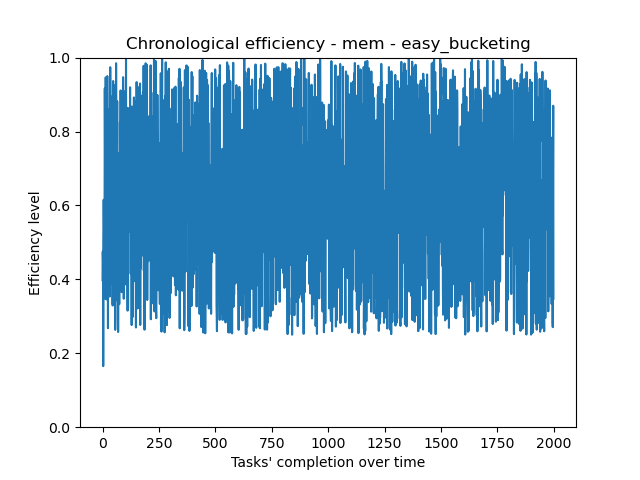 Chronological efficiency - mem - easy_bucketing
1.0
0.8
0.6
0.4
0.2
0.0
Efficiency level
0 250 500 750 1000 1250 1500 1750 2000
Tasks' completion over time